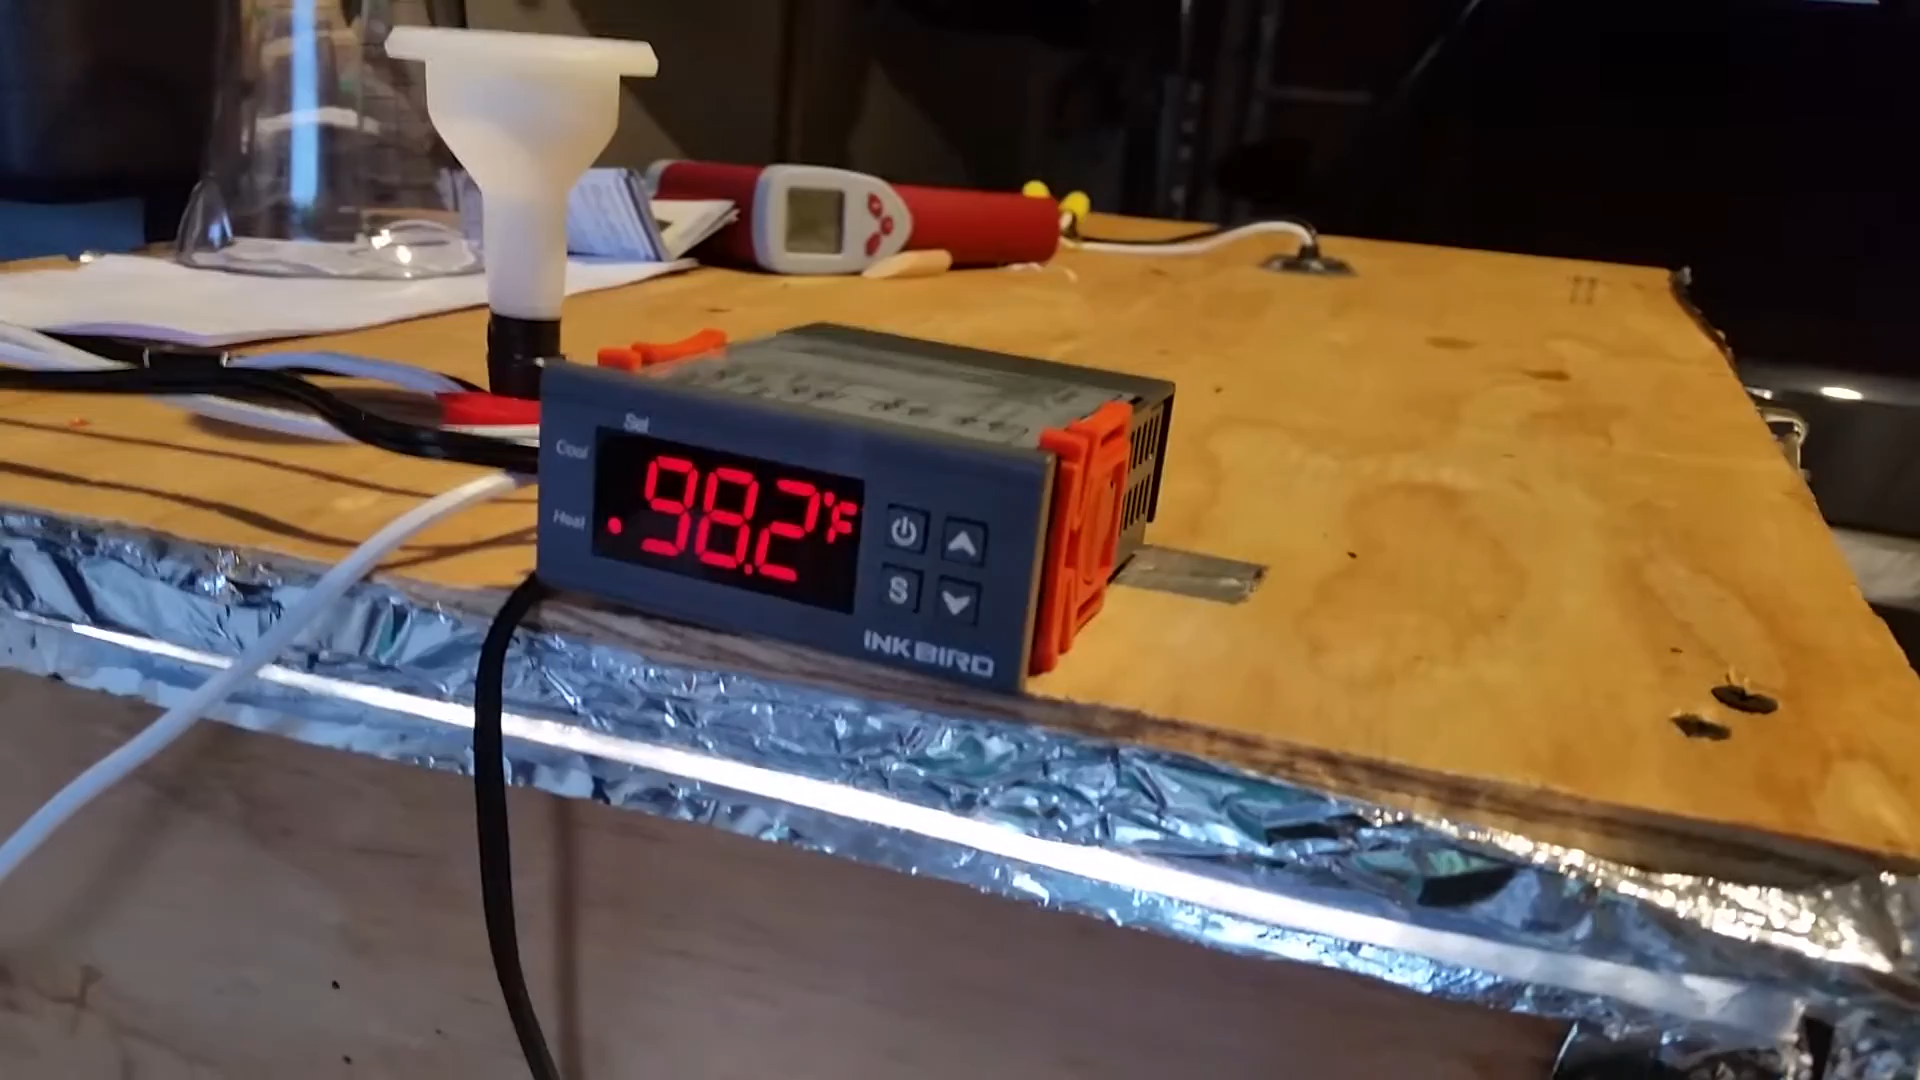 Set
Cool
Heat
98.2°F
S
INKBIRD